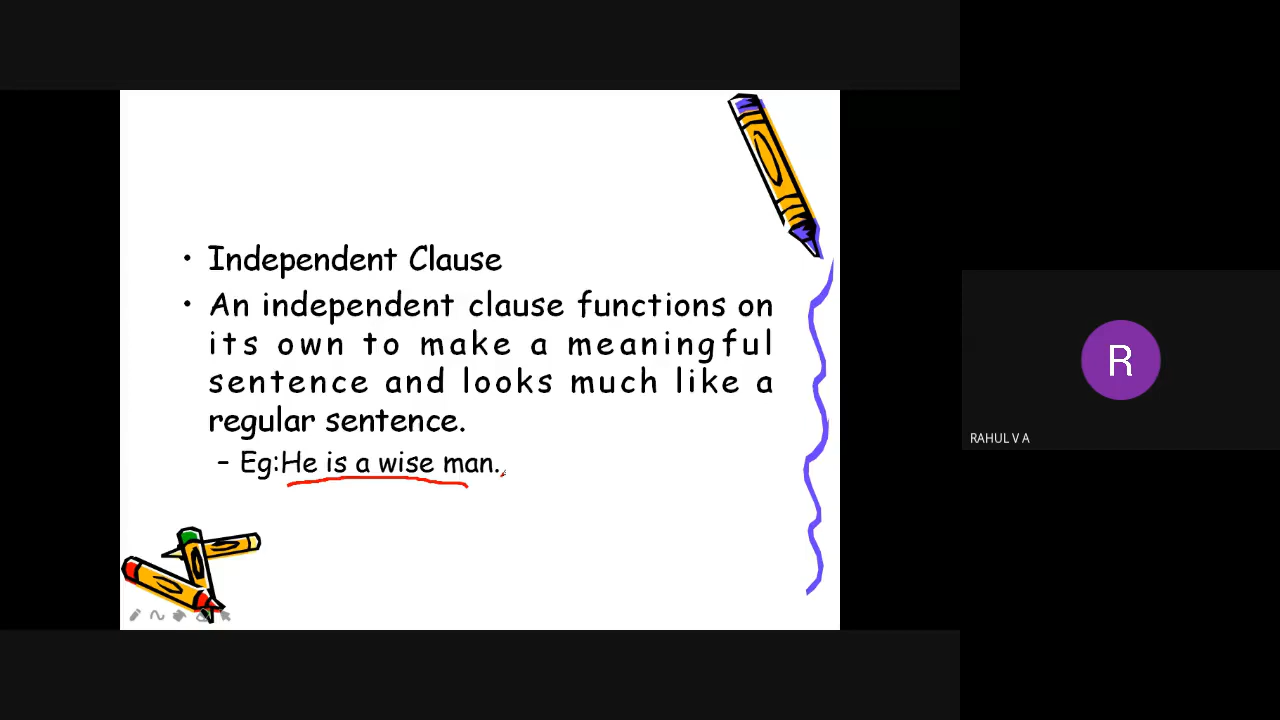 • Independent Clause
• An independent clause functions on
its own to make a meaningful
sentence and looks much like a
regular sentence.
– Eg:He is a wise man.
R
RAHUL V A